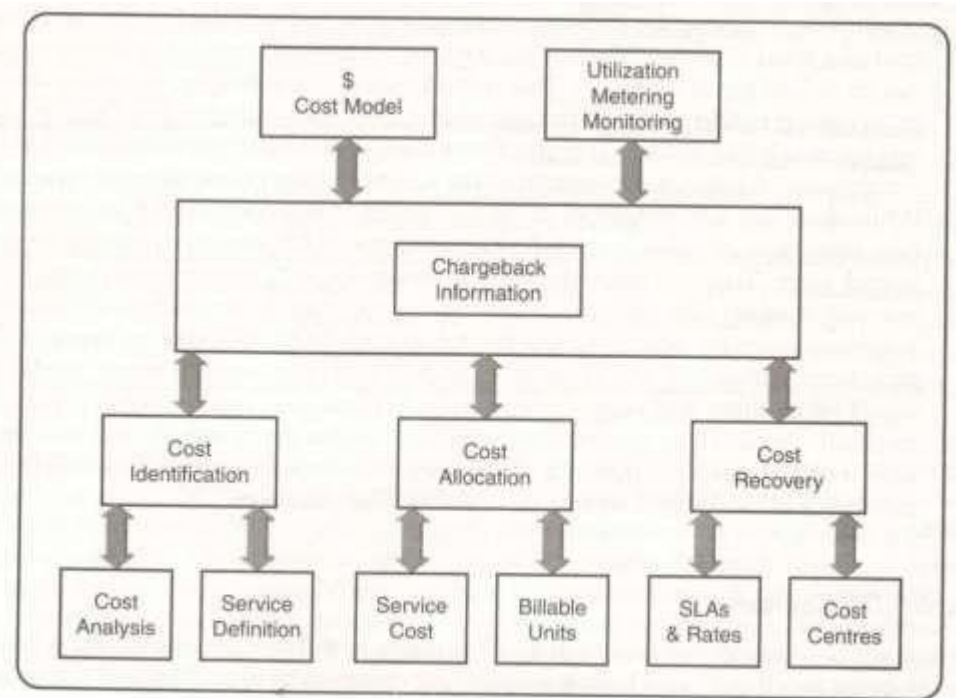 $
Cost Model
Utilization
Metering
Monitoring
Chargeback
Information
Cost
Identification
Cost
Allocation
Cost
Recovery
Cost
Analysis
Service
Definition
Service
Cost
Billable
Units
SLAs
& Rates
Cost
Centres